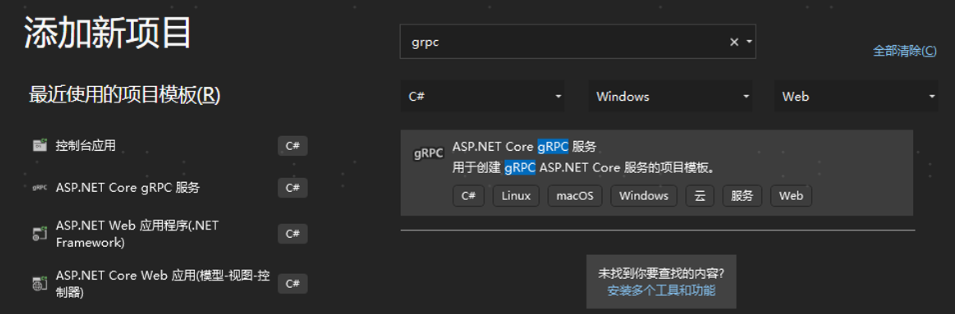 添加新项目
grpc
全部清除(C)
最近使用的项目模板(R)
C#
Windows
Web
控制台应用
C#
ASP.NET Core gRPC 服务
C#
ASP.NET Web 应用程序(.NET
Framework)
C#
ASP.NET Core Web 应用(模型-视图-控
制器)
C#
gRPC
ASP.NET Core gRPC 服务
用于创建 gRPC ASP.NET Core 服务的项目模板。
C# Linux macOS Windows 云 服务 Web
未找到你要查找的内容?
安装多个工具和功能